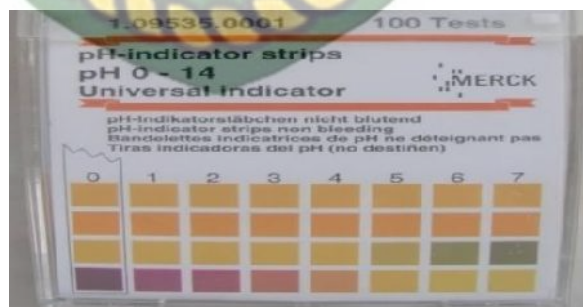 1.09535.0001 100 Tests
pH-indicator strips
pH 0 - 14
Universal indicator
MERCK
pH-Indikatorstäbchen nicht blutend
pH-indicator strips non bleeding
Bandelettes indicatrices de pH ne déteignant pas
Tiras indicadoras del pH (no destiñen)
0 1 2 3 4 5 6 7